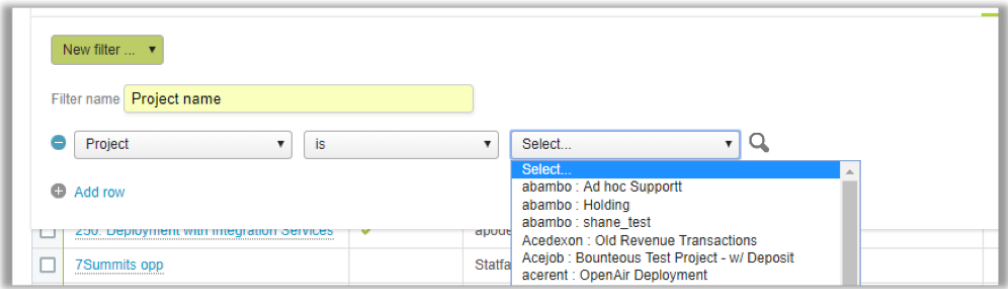 New filter ...
Filter name Project name
Project is Select...
Select...
abambo : Ad hoc Supportt
abambo : Holding
abambo : shane_test
Acedexon : Old Revenue Transactions
Acejob : Bounteous Test Project - w/ Deposit
acerent : OpenAir Deployment
Add row
250: Deployment with Integration Services apode
7Summits opp Statfa